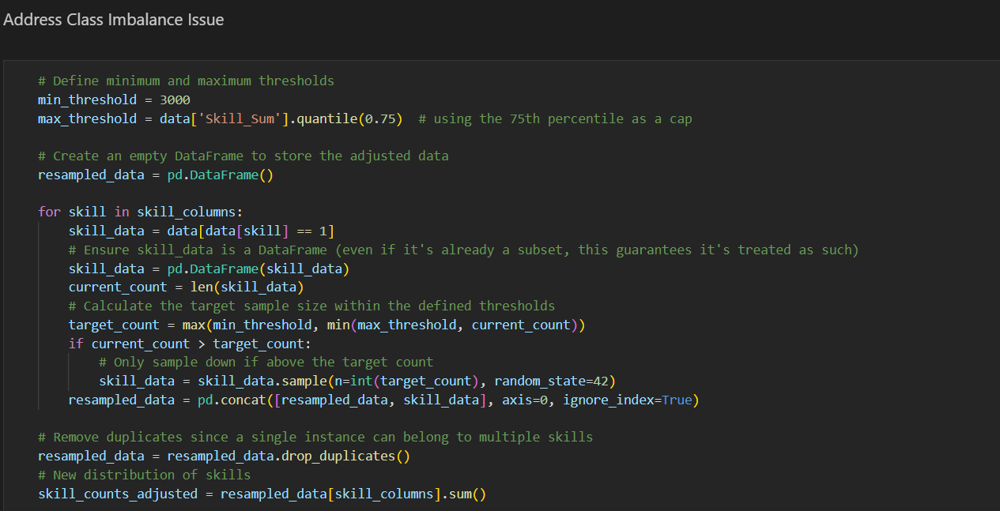 Address Class Imbalance Issue
# Define minimum and maximum thresholds
min_threshold = 3000
max_threshold = data['Skill_Sum'].quantile(0.75)  # using the 75th percentile as a cap
# Create an empty DataFrame to store the adjusted data
resampled_data = pd.DataFrame()
for skill in skill_columns:
    skill_data = data[data[skill] == 1]
    # Ensure skill_data is a DataFrame (even if it's already a subset, this guarantees it's treated as such)
    skill_data = pd.DataFrame(skill_data)
    current_count = len(skill_data)
    # Calculate the target sample size within the defined thresholds
    target_count = max(min_threshold, min(max_threshold, current_count))
    if current_count > target_count:
        # Only sample down if above the target count
        skill_data = skill_data.sample(n=int(target_count), random_state=42)
    resampled_data = pd.concat([resampled_data, skill_data], axis=0, ignore_index=True)
# Remove duplicates since a single instance can belong to multiple skills
resampled_data = resampled_data.drop_duplicates()
# New distribution of skills
skill_counts_adjusted = resampled_data[skill_columns].sum()